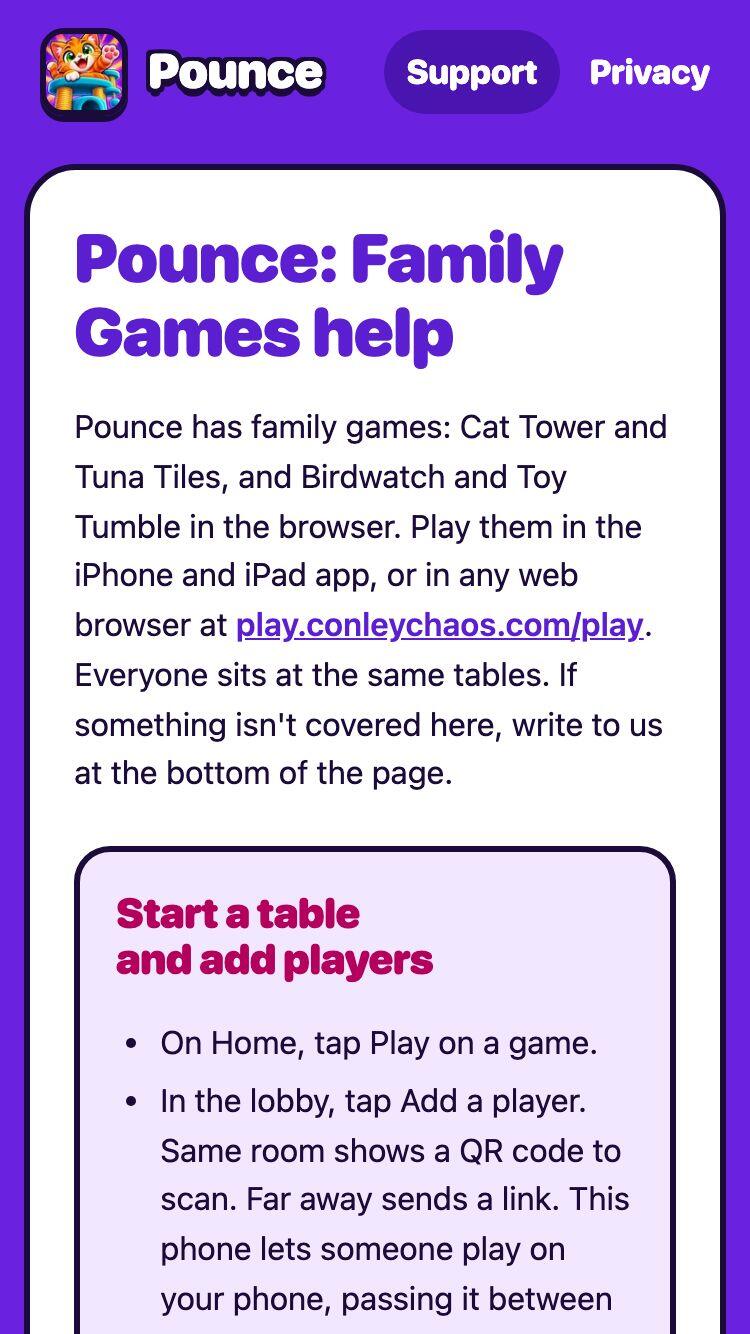 Pounce
Support
Privacy
Pounce: Family
Games help
Pounce has family games: Cat Tower and
Tuna Tiles, and Birdwatch and Toy
Tumble in the browser. Play them in the
iPhone and iPad app, or in any web
browser at play.conleychaos.com/play.
Everyone sits at the same tables. If
something isn't covered here, write to us
at the bottom of the page.
Start a table
and add players
• On Home, tap Play on a game.
• In the lobby, tap Add a player.
Same room shows a QR code to
scan. Far away sends a link. This
phone lets someone play on
your phone, passing it between